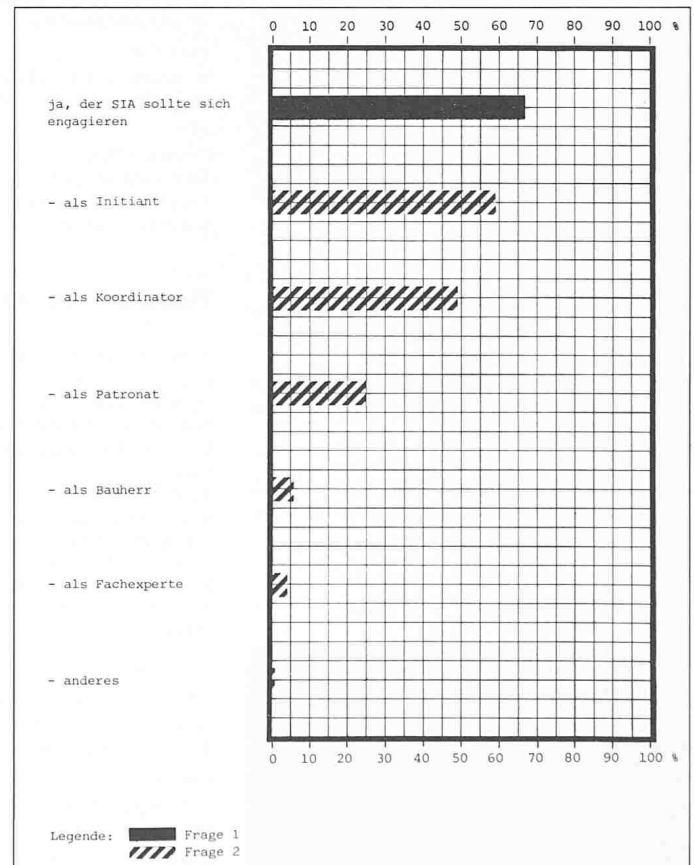 0 10 20 30 40 50 60 70 80 90 100 %
ja, der SIA sollte sich
engagieren
- als Initiant
- als Koordinator
- als Patronat
- als Bauherr
- als Fachexperte
- anderes
0 10 20 30 40 50 60 70 80 90 100 %
Legende: Frage 1
Frage 2